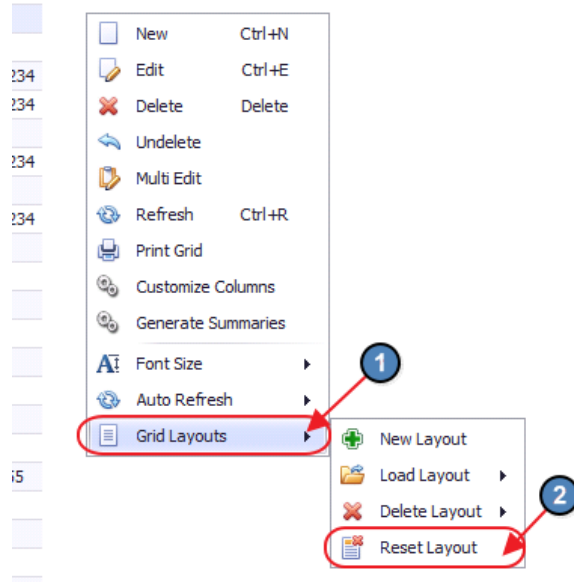 234
234
234
234
55
New Ctrl+N
Edit Ctrl+E
Delete Delete
Undelete
Multi Edit
Refresh Ctrl+R
Print Grid
Customize Columns
Generate Summaries
Font Size
Auto Refresh
Grid Layouts
1
New Layout
Load Layout
Delete Layout
Reset Layout
2